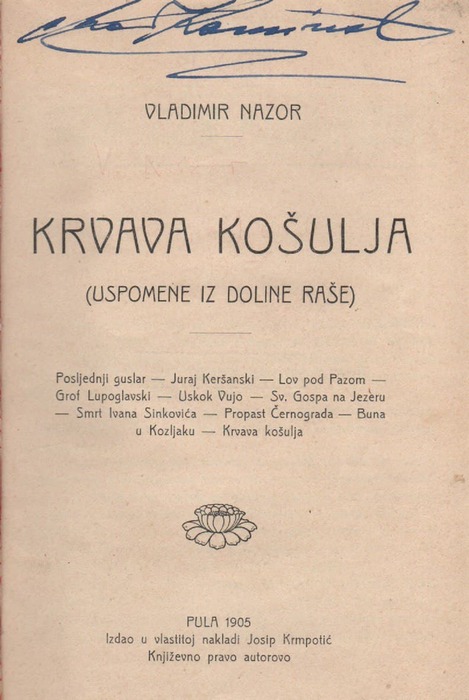 VLADIMIR NAZOR
KRVAVA KOŠULJA
(USPOMENE IZ DOLINE RAŠE)
Posljednji guslar — Juraj Keršanski — Lov pod Pazom —
Grof Lupoglavski — Uskok Vujo — Sv. Gospa na Jezeru
— Smrt Ivana Sinkovića — Propast Černograda — Buna
u Kozljaku — Krvava košulja
PULA 1905
Izdao u vlastitoj nakladi Josip Krmpotić
Književno pravo autorovo